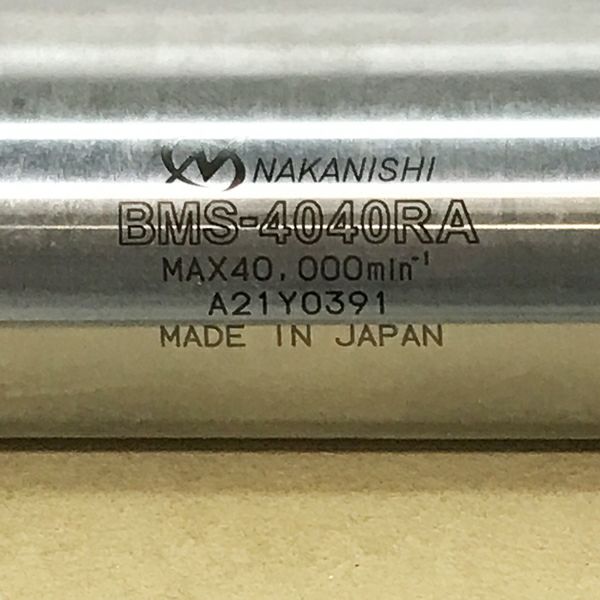 NAKANISHI
BMS-4040RA
MAX40,000min⁻¹
A21Y0391
MADE IN JAPAN